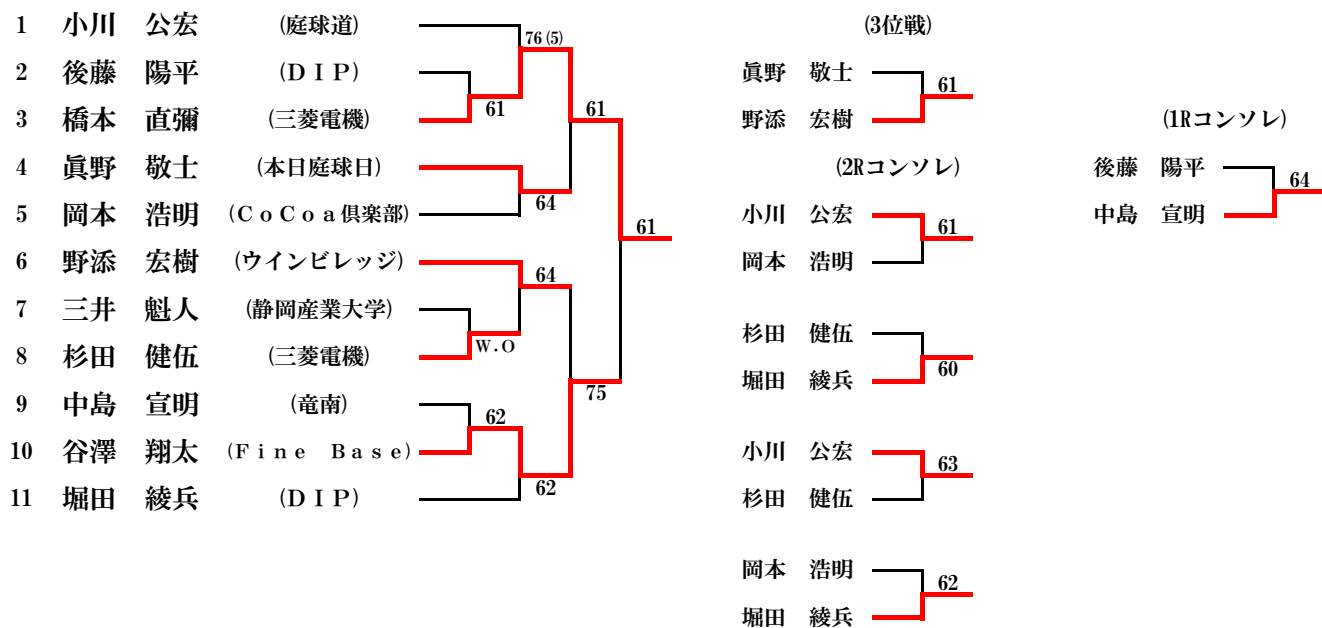 1 小川 公宏 (庭球道)
76(5)
(3位戦)
2 後藤 陽平 (DIP)
眞野 敬士
61
61
61
3 橋本 直彌 (三菱電機)
野添 宏樹
(1Rコンソレ)
4 眞野 敬士 (本日庭球日)
(2Rコンソレ)
後藤 陽平
64
64
5 岡本 浩明 (CoCoa倶楽部)
小川 公宏
中島 宣明
61
61
6 野添 宏樹 (ウインビレッジ)
岡本 浩明
64
7 三井 魁人 (静岡産業大学)
杉田 健伍
W.O
8 杉田 健伍 (三菱電機)
60
堀田 綾兵
75
9 中島 宣明 (竜南)
62
10 谷澤 翔太 (Fine Base)
小川 公宏
63
62
11 堀田 綾兵 (DIP)
杉田 健伍
岡本 浩明
62
堀田 綾兵